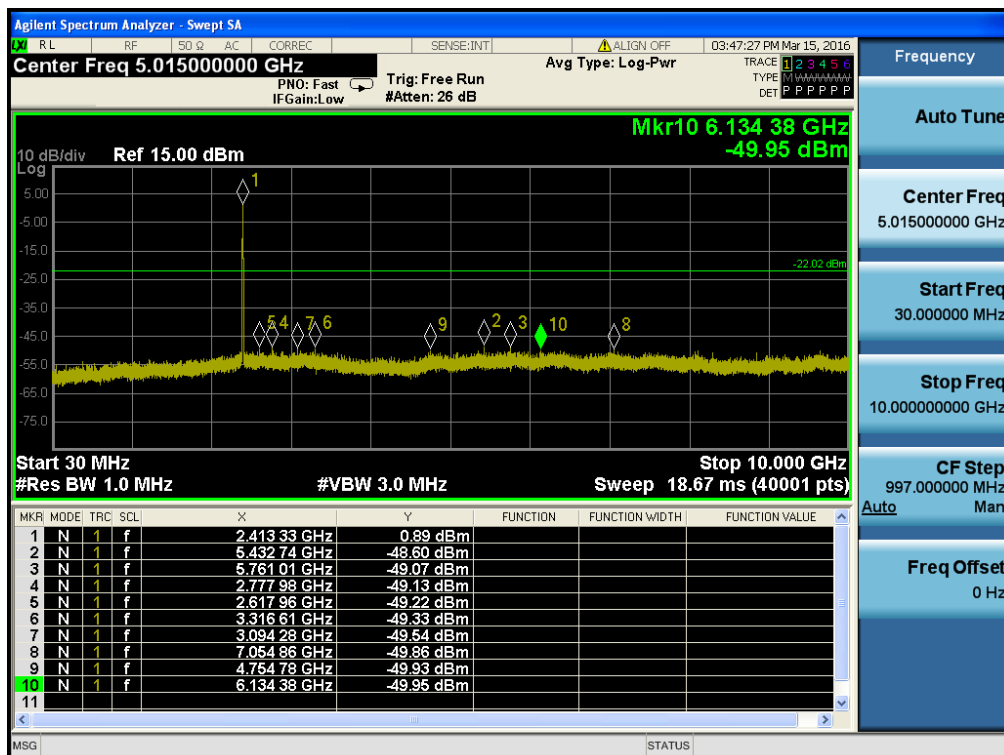 Agilent Spectrum Analyzer - Swept SA
LXI RL RF 50 Ω AC CORREC SENSE:INT ALIGN OFF 03:47:27 PM Mar 15, 2016
Center Freq 5.015000000 GHz
PNO: Fast
IFGain:Low
Trig: Free Run
#Atten: 26 dB
Avg Type: Log-Pwr
TRACE 1 2 3 4 5 6
TYPE M WWWWW
DET P P P P P P
Mkr10 6.134 38 GHz
-49.95 dBm
10 dB/div Ref 15.00 dBm
Log
5.00
-5.00
-15.0
-25.0
-35.0
-45.0
-55.0
-65.0
-75.0
1
-22.02 dBm
5 4 7 6 9 2 3 10 8
Start 30 MHz Stop 10.000 GHz
#Res BW 1.0 MHz #VBW 3.0 MHz Sweep 18.67 ms (40001 pts)
MKR MODE TRC SCL X Y FUNCTION FUNCTION WIDTH FUNCTION VALUE
1 N 1 f 2.413 33 GHz 0.89 dBm
2 N 1 f 5.432 74 GHz -48.60 dBm
3 N 1 f 5.761 01 GHz -49.07 dBm
4 N 1 f 2.777 98 GHz -49.13 dBm
5 N 1 f 2.617 96 GHz -49.22 dBm
6 N 1 f 3.316 61 GHz -49.33 dBm
7 N 1 f 3.094 28 GHz -49.54 dBm
8 N 1 f 7.054 86 GHz -49.86 dBm
9 N 1 f 4.754 78 GHz -49.93 dBm
10 N 1 f 6.134 38 GHz -49.95 dBm
11
MSG STATUS
Frequency
Auto Tune
Center Freq
5.015000000 GHz
Start Freq
30.000000 MHz
Stop Freq
10.000000000 GHz
CF Step
997.000000 MHz
Auto Man
Freq Offset
0 Hz